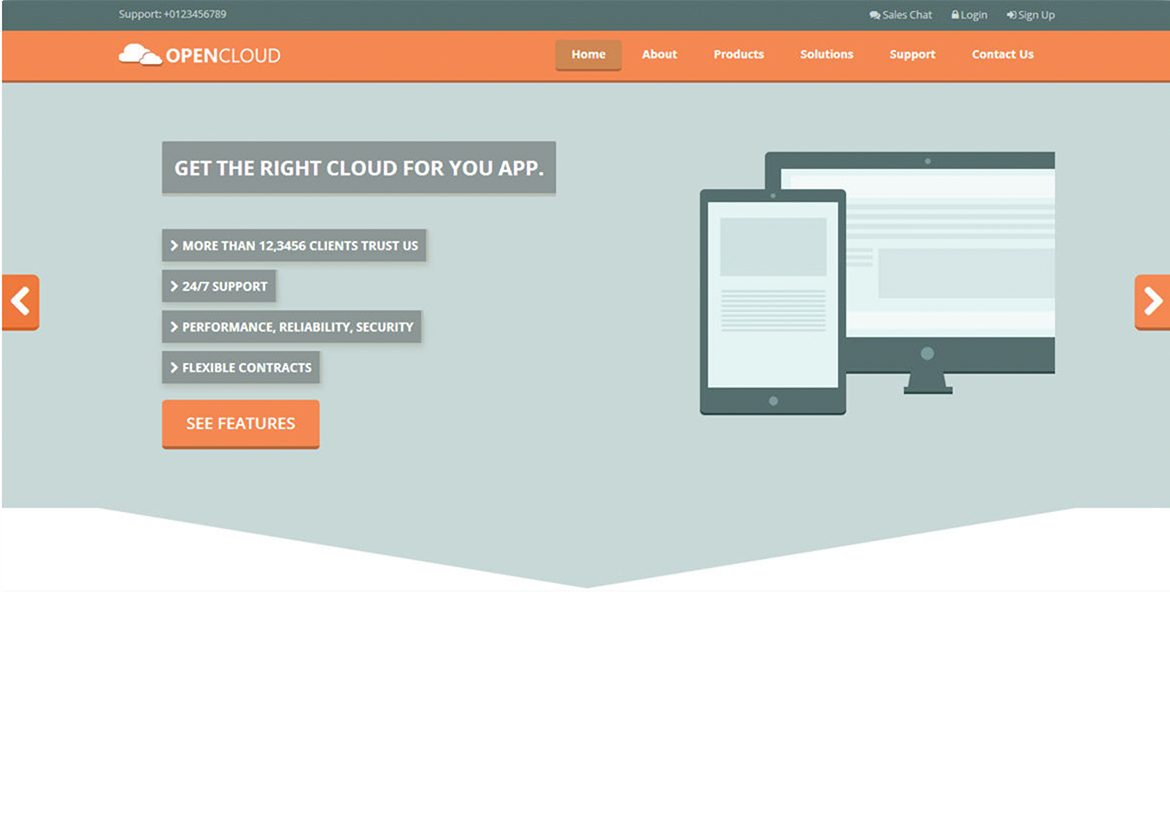 Support: +0123456789
Sales Chat Login Sign Up
OPENCLOUD
Home About Products Solutions Support Contact Us
GET THE RIGHT CLOUD FOR YOU APP.
MORE THAN 12,3456 CLIENTS TRUST US
24/7 SUPPORT
PERFORMANCE, RELIABILITY, SECURITY
FLEXIBLE CONTRACTS
SEE FEATURES